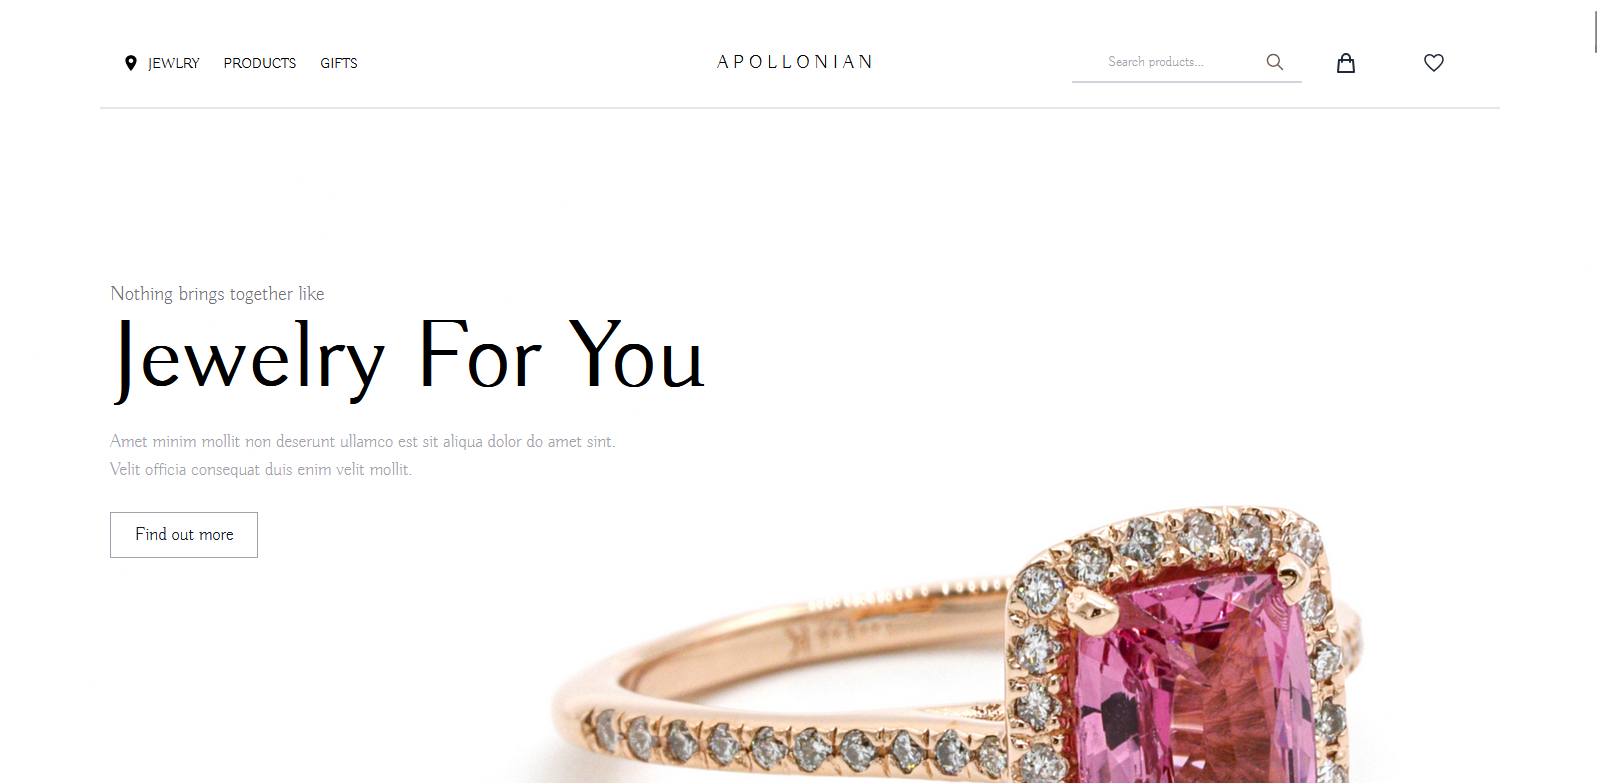 JEWLRY PRODUCTS GIFTS APOLLONIAN Search products...
Nothing brings together like
Jewelry For You
Amet minim mollit non deserunt ullamco est sit aliqua dolor do amet sint.
Velit officia consequat duis enim velit mollit.
Find out more